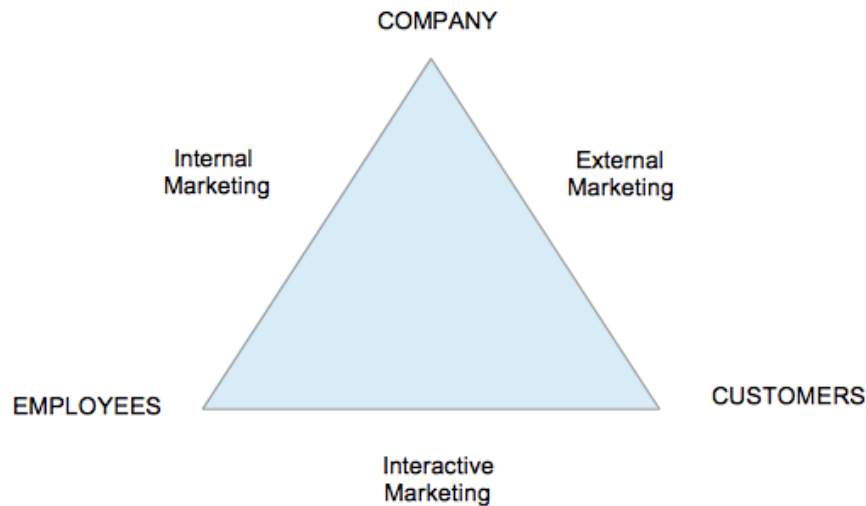 COMPANY
Internal
Marketing
External
Marketing
EMPLOYEES
CUSTOMERS
Interactive
Marketing